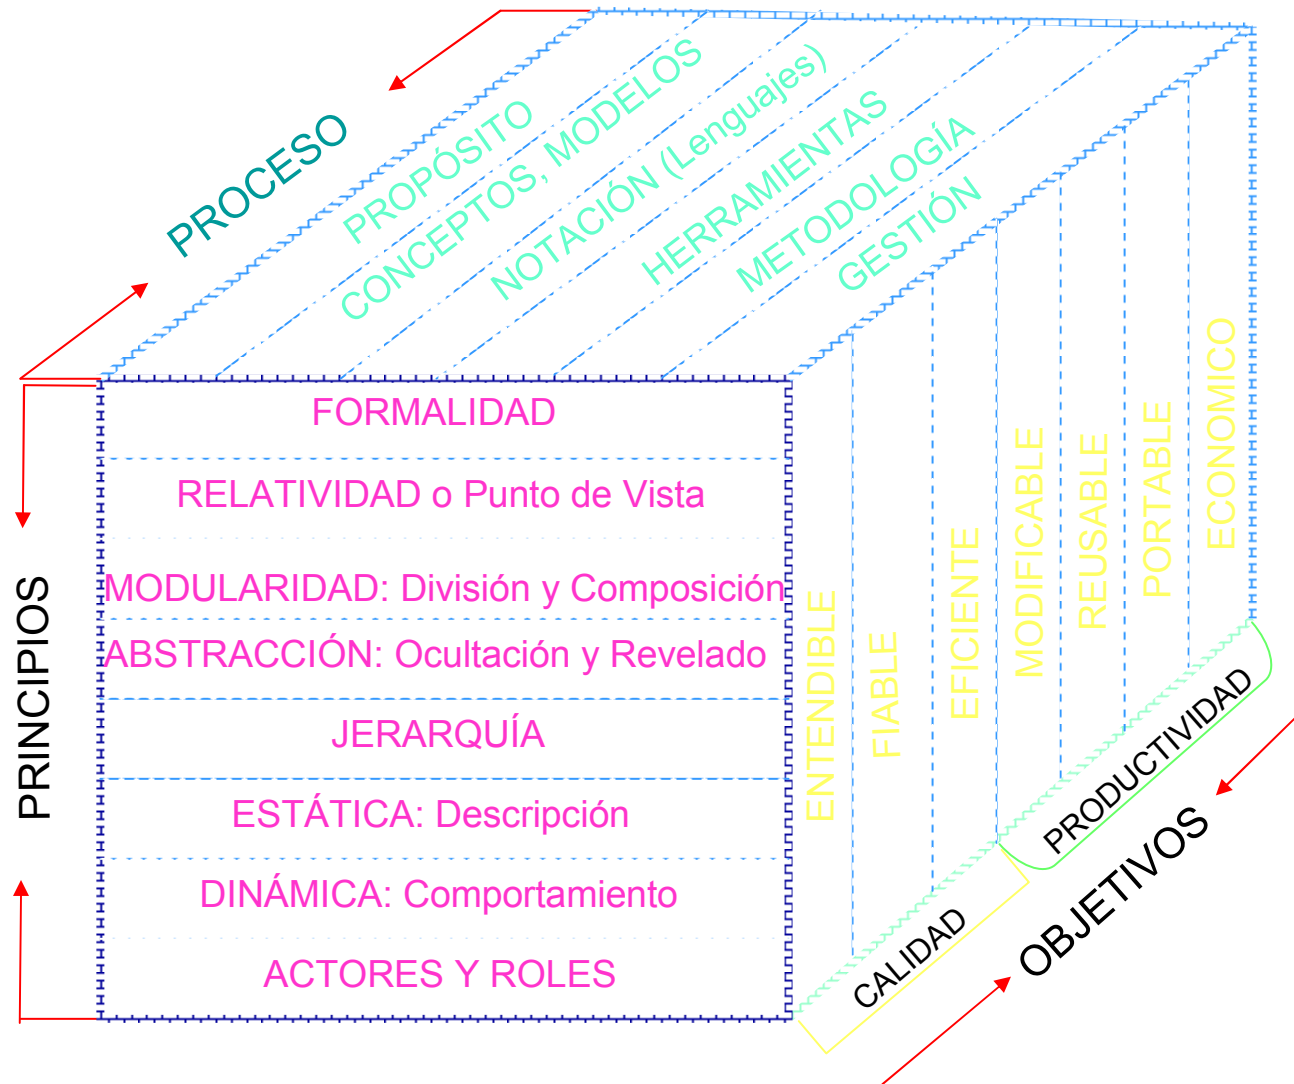 PROCESO
PROPÓSITO
CONCEPTOS, MODELOS
NOTACIÓN (Lenguajes)
HERRAMIENTAS
METODOLOGÍA
GESTIÓN
PRINCIPIOS
FORMALIDAD
RELATIVIDAD o Punto de Vista
MODULARIDAD: División y Composición
ABSTRACCIÓN: Ocultación y Revelado
JERARQUÍA
ESTÁTICA: Descripción
DINÁMICA: Comportamiento
ACTORES Y ROLES
ENTENDIBLE
FIABLE
EFICIENTE
MODIFICABLE
REUSABLE
PORTABLE
ECONOMICO
CALIDAD
PRODUCTIVIDAD
OBJETIVOS